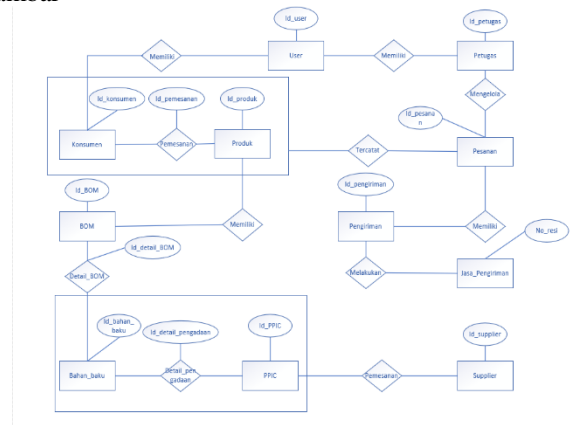 Id_user
Id_petugas
Memiliki
User
Memiliki
Petugas
Mengelola
Id_konsumen
Id_pemesanan
Id_produk
Id_pesana
n
Konsumen
Pemesanan
Produk
Tercatat
Pesanan
Id_BOM
Id_pengiriman
BOM
Memiliki
Pengiriman
Memiliki
No_resi
Id_detail_BOM
Detail_BOM
Melakukan
Jasa_Pengiriman
Id_bahan_
baku
Id_detail_pengadaan
Id_PPIC
Id_supplier
Bahan_baku
Detail_pen
gadaan
PPIC
Pemesanan
Supplier